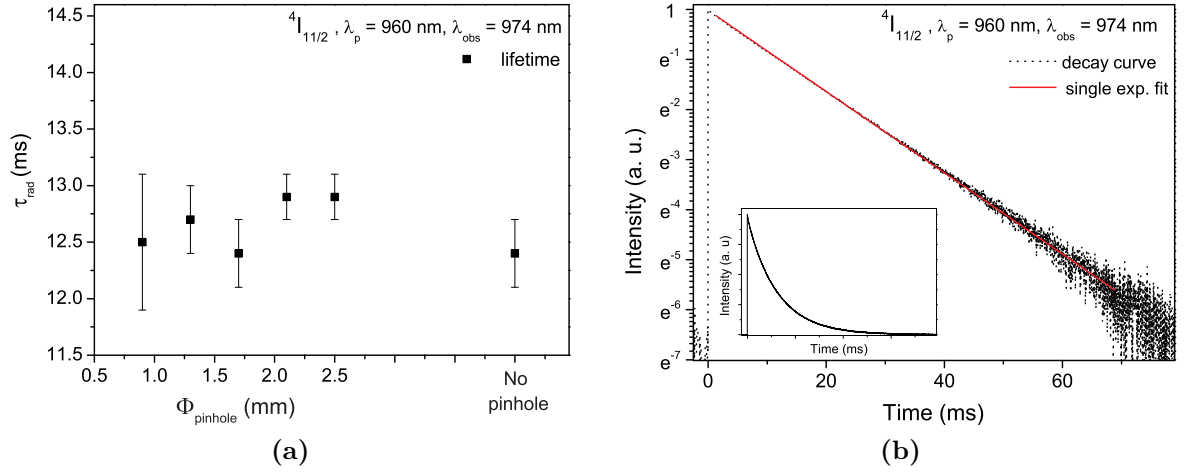 14.5
14.0
13.5
13.0
12.5
12.0
11.5
τrad (ms)
4I11/2 , λp = 960 nm, λobs = 974 nm
lifetime
0.5 1.0 1.5 2.0 2.5 No
pinhole
Φpinhole (mm)
(a)
1
e-1
e-2
e-3
e-4
e-5
e-6
e-7
Intensity (a. u.)
4I11/2 , λp = 960 nm, λobs = 974 nm
decay curve
single exp. fit
Intensity (a. u)
Time (ms)
0 20 40 60
Time (ms)
(b)